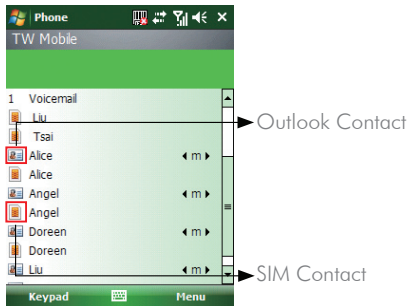 Phone
TW Mobile
1 Voicemail
Liu
Tsai
Alice m
Alice
Angel m
Angel
Doreen m
Doreen
Liu m
Keypad Menu
Outlook Contact
SIM Contact